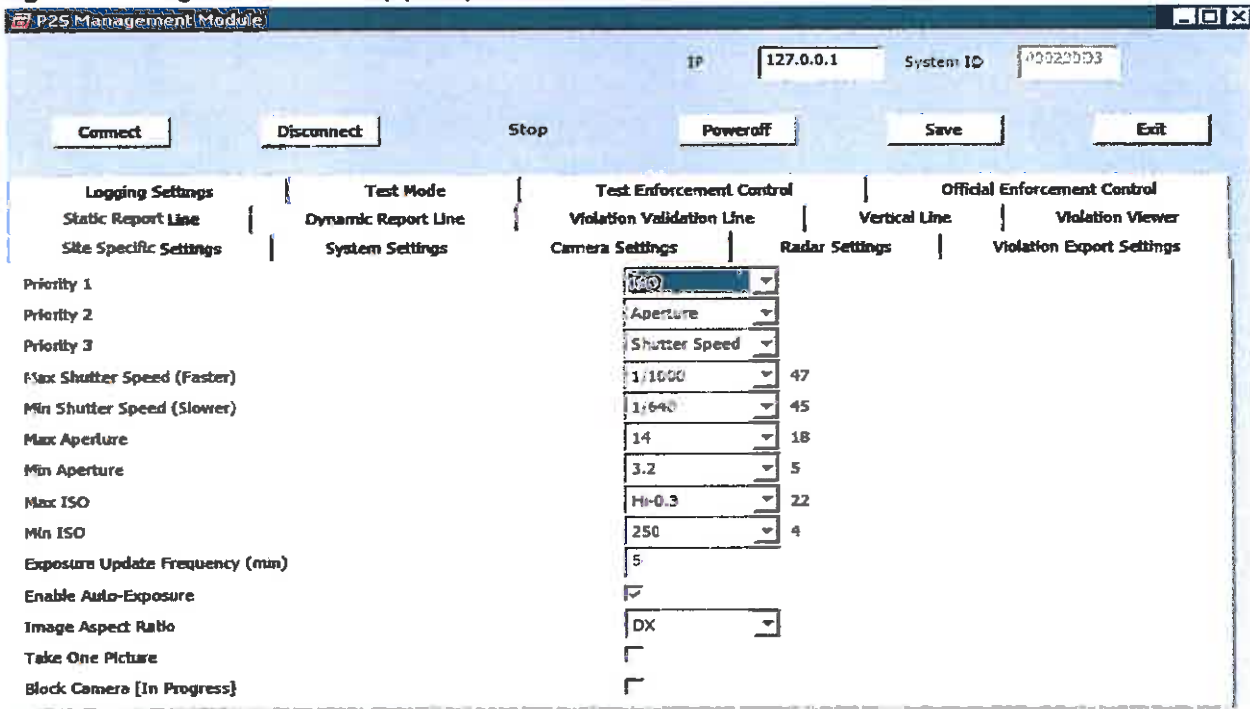 P2S Management Module
IP 127.0.0.1 System ID
Connect Disconnect Stop Poweroff Save Exit
Logging Settings Test Mode Test Enforcement Control Official Enforcement Control
Static Report Line Dynamic Report Line Violation Validation Line Vertical Line Violation Viewer
Site Specific Settings System Settings Camera Settings Radar Settings Violation Export Settings
Priority 1 ISO
Priority 2 Aperture
Priority 3 Shutter Speed
Max Shutter Speed (Faster) 1/1000 47
Min Shutter Speed (Slower) 1/640 45
Max Aperture 14 18
Min Aperture 3.2 5
Max ISO Hi-0.3 22
Min ISO 250 4
Exposure Update Frequency (min) 5
Enable Auto-Exposure
Image Aspect Ratio DX
Take One Picture
Block Camera [In Progress}